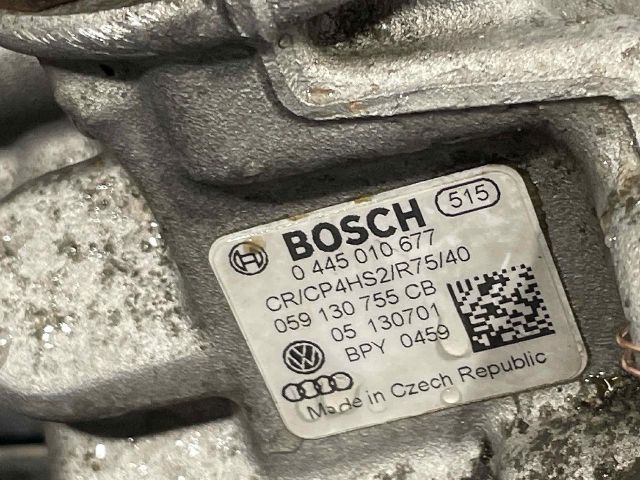 BOSCH 515
0 445 010 677
CR/CP4HS2/R75/40
059 130 755 CB
05 130701
BPY 0459
Made in Czech Republic